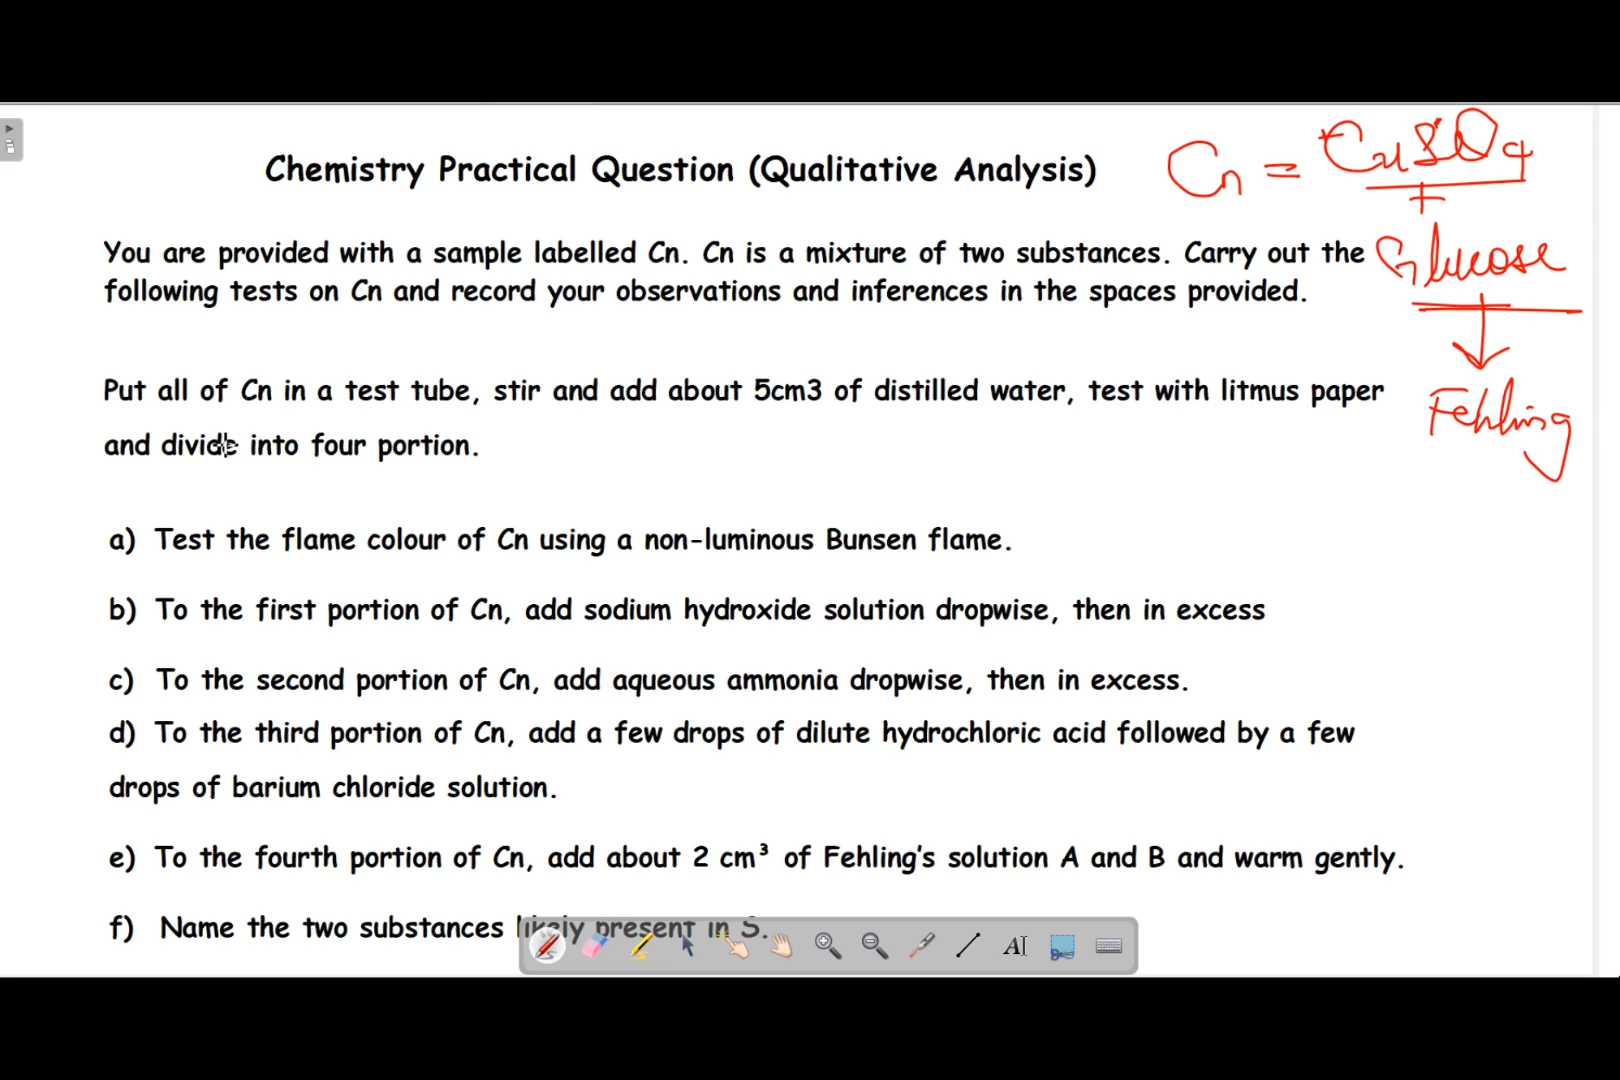 Chemistry Practical Question (Qualitative Analysis)
Cn = CuSO4
+
Glucose
Fehling
You are provided with a sample labelled Cn. Cn is a mixture of two substances. Carry out the
following tests on Cn and record your observations and inferences in the spaces provided.
Put all of Cn in a test tube, stir and add about 5cm3 of distilled water, test with litmus paper
and divide into four portion.
a) Test the flame colour of Cn using a non-luminous Bunsen flame.
b) To the first portion of Cn, add sodium hydroxide solution dropwise, then in excess
c) To the second portion of Cn, add aqueous ammonia dropwise, then in excess.
d) To the third portion of Cn, add a few drops of dilute hydrochloric acid followed by a few
drops of barium chloride solution.
e) To the fourth portion of Cn, add about 2 cm³ of Fehling's solution A and B and warm gently.
f) Name the two substances likely present in S.
AI